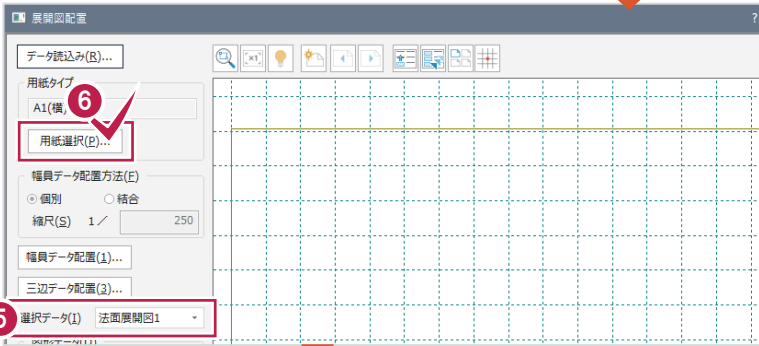 展開図配置
?
データ読込み(R)...
×1
用紙タイプ
6
A1(横)
用紙選択(P)...
幅員データ配置方法(F)
個別 結合
縮尺(S) 1／ 250
幅員データ配置(1)...
三辺データ配置(3)...
5
選択データ(I) 法面展開図1